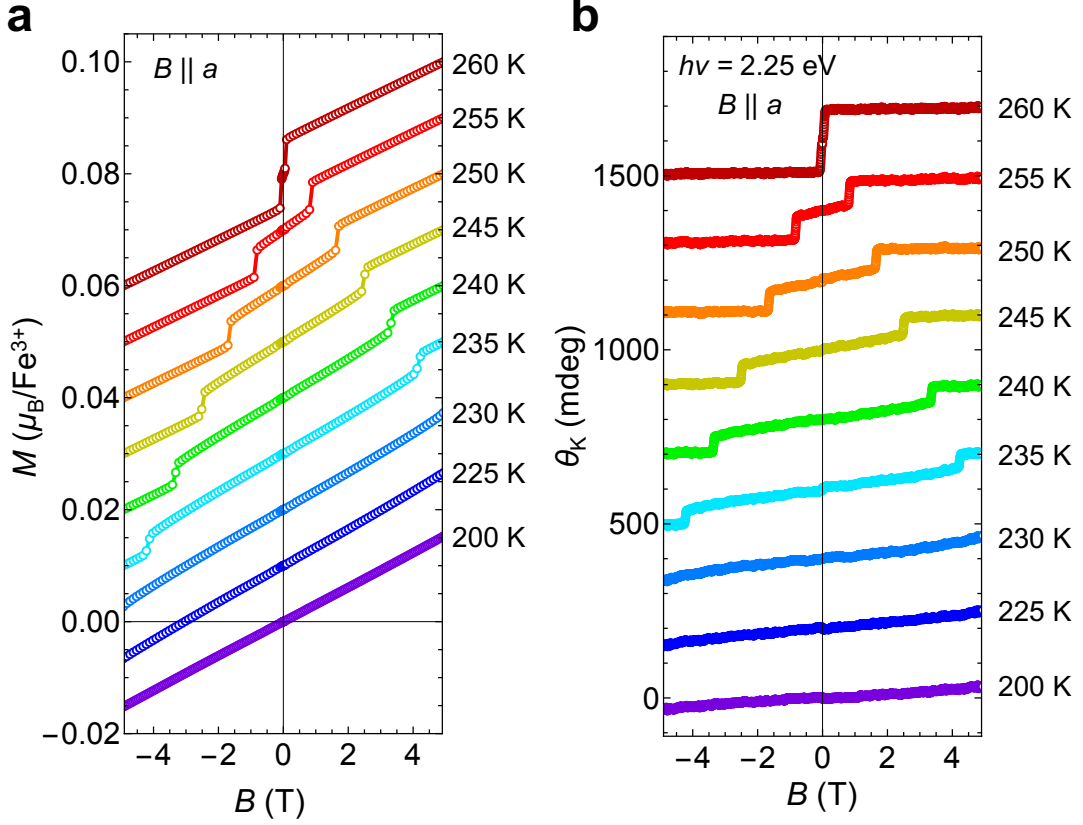 a
B || a
0.10
0.08
0.06
0.04
0.02
0.00
−0.02
M (μB/Fe3+)
−4
−2
0
2
4
B (T)
260 K
255 K
250 K
245 K
240 K
235 K
230 K
225 K
200 K
b
hν = 2.25 eV
B || a
1500
1000
500
0
θK (mdeg)
−4
−2
0
2
4
B (T)
260 K
255 K
250 K
245 K
240 K
235 K
230 K
225 K
200 K